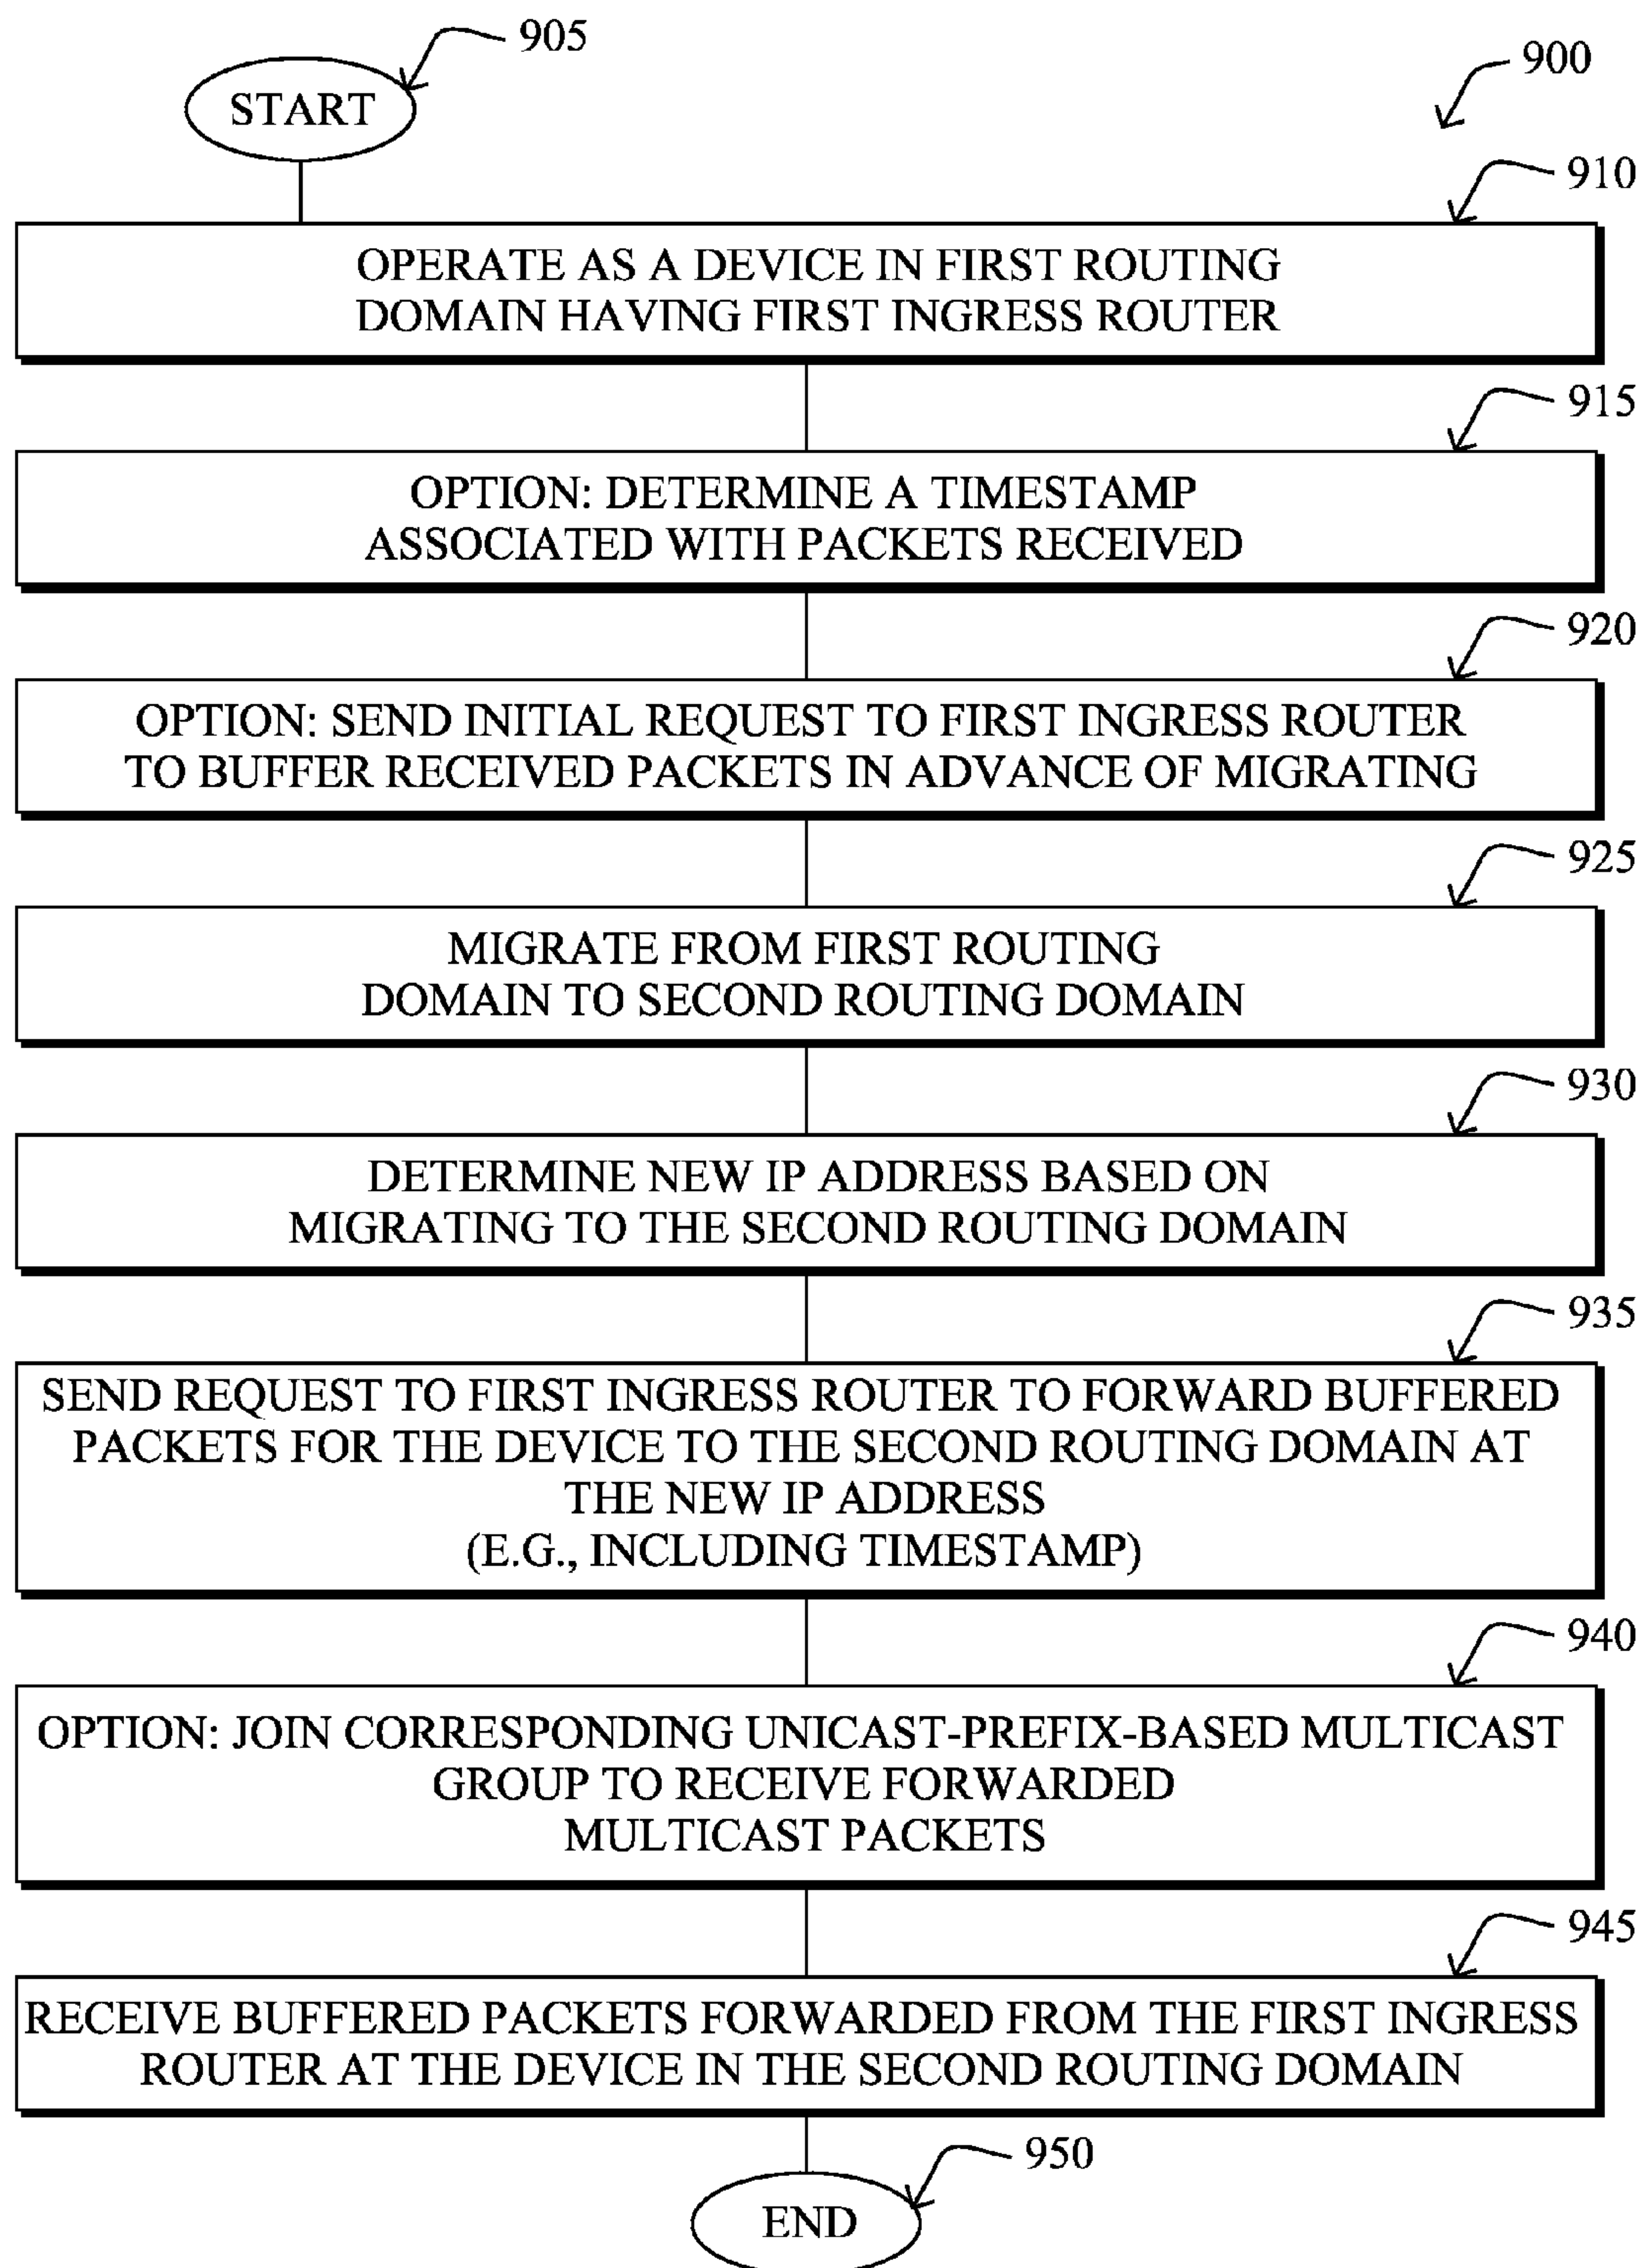 905
START
900
910
OPERATE AS A DEVICE IN FIRST ROUTING
DOMAIN HAVING FIRST INGRESS ROUTER
915
OPTION: DETERMINE A TIMESTAMP
ASSOCIATED WITH PACKETS RECEIVED
920
OPTION: SEND INITIAL REQUEST TO FIRST INGRESS ROUTER
TO BUFFER RECEIVED PACKETS IN ADVANCE OF MIGRATING
925
MIGRATE FROM FIRST ROUTING
DOMAIN TO SECOND ROUTING DOMAIN
930
DETERMINE NEW IP ADDRESS BASED ON
MIGRATING TO THE SECOND ROUTING DOMAIN
935
SEND REQUEST TO FIRST INGRESS ROUTER TO FORWARD BUFFERED
PACKETS FOR THE DEVICE TO THE SECOND ROUTING DOMAIN AT
THE NEW IP ADDRESS
(E.G., INCLUDING TIMESTAMP)
940
OPTION: JOIN CORRESPONDING UNICAST-PREFIX-BASED MULTICAST
GROUP TO RECEIVE FORWARDED
MULTICAST PACKETS
945
RECEIVE BUFFERED PACKETS FORWARDED FROM THE FIRST INGRESS
ROUTER AT THE DEVICE IN THE SECOND ROUTING DOMAIN
950
END